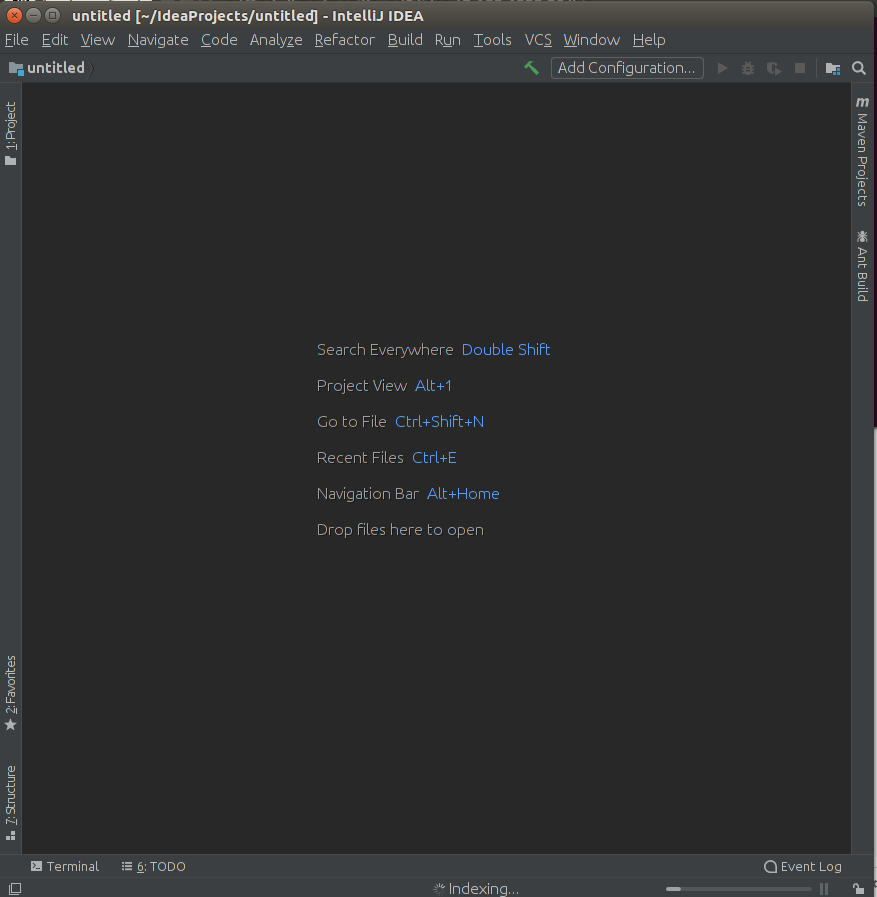 untitled [~/IdeaProjects/untitled] - IntelliJ IDEA
File Edit View Navigate Code Analyze Refactor Build Run Tools VCS Window Help
untitled Add Configuration...
1: Project
m Maven Projects
Ant Build
Search Everywhere Double Shift
Project View Alt+1
Go to File Ctrl+Shift+N
Recent Files Ctrl+E
Navigation Bar Alt+Home
Drop files here to open
2: Favorites
7: Structure
Terminal 6: TODO Event Log
Indexing...